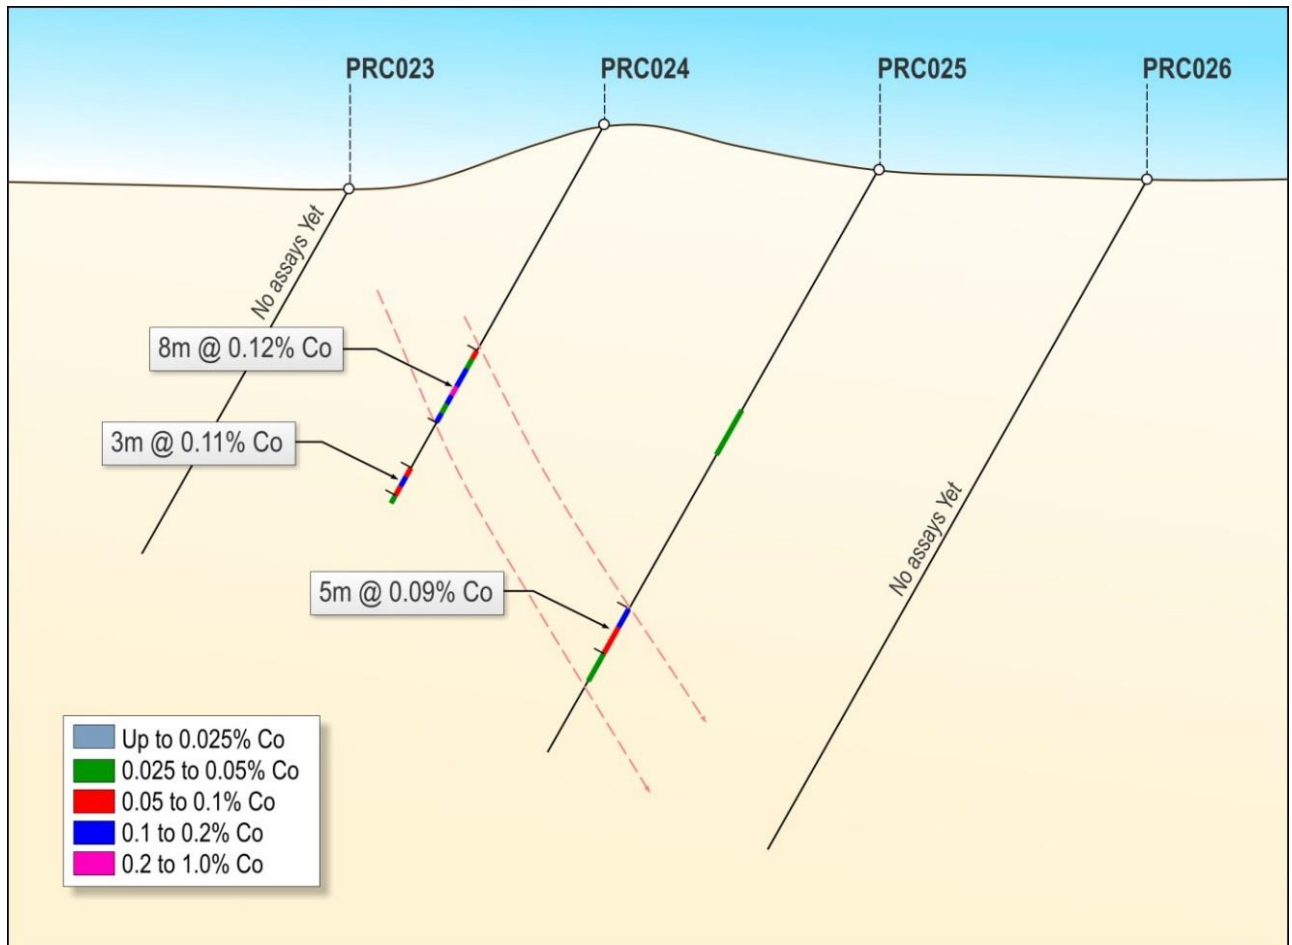 PRC023
PRC024
PRC025
PRC026
No assays Yet
8m @ 0.12% Co
3m @ 0.11% Co
No assays Yet
5m @ 0.09% Co
Up to 0.025% Co
0.025 to 0.05% Co
0.05 to 0.1% Co
0.1 to 0.2% Co
0.2 to 1.0% Co